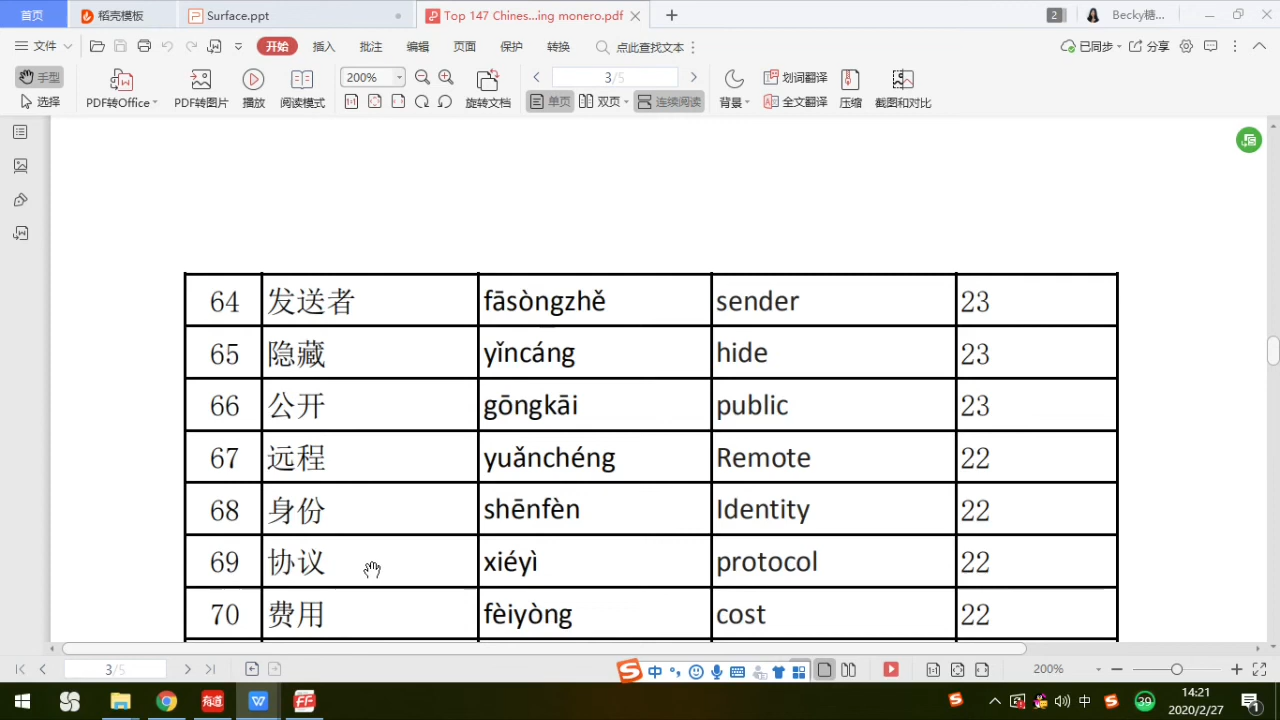 首页 稻壳模板 Surface.ppt Top 147 Chines...ing monero.pdf 2 Becky糖...
文件 开始 插入 批注 编辑 页面 保护 转换 点此查找文本 已同步 分享
手型 200% 3/5 划词翻译
选择 PDF转Office PDF转图片 播放 阅读模式 旋转文档 单页 双页 连续阅读 背景 全文翻译 压缩 截图和对比
64 发送者 fāsòngzhě sender 23
65 隐藏 yǐncáng hide 23
66 公开 gōngkāi public 23
67 远程 yuǎnchéng Remote 22
68 身份 shēnfèn Identity 22
69 协议 xiéyì protocol 22
70 费用 fèiyòng cost 22
3/5 中 200%
有道 中 39 14:21
2020/2/27 1